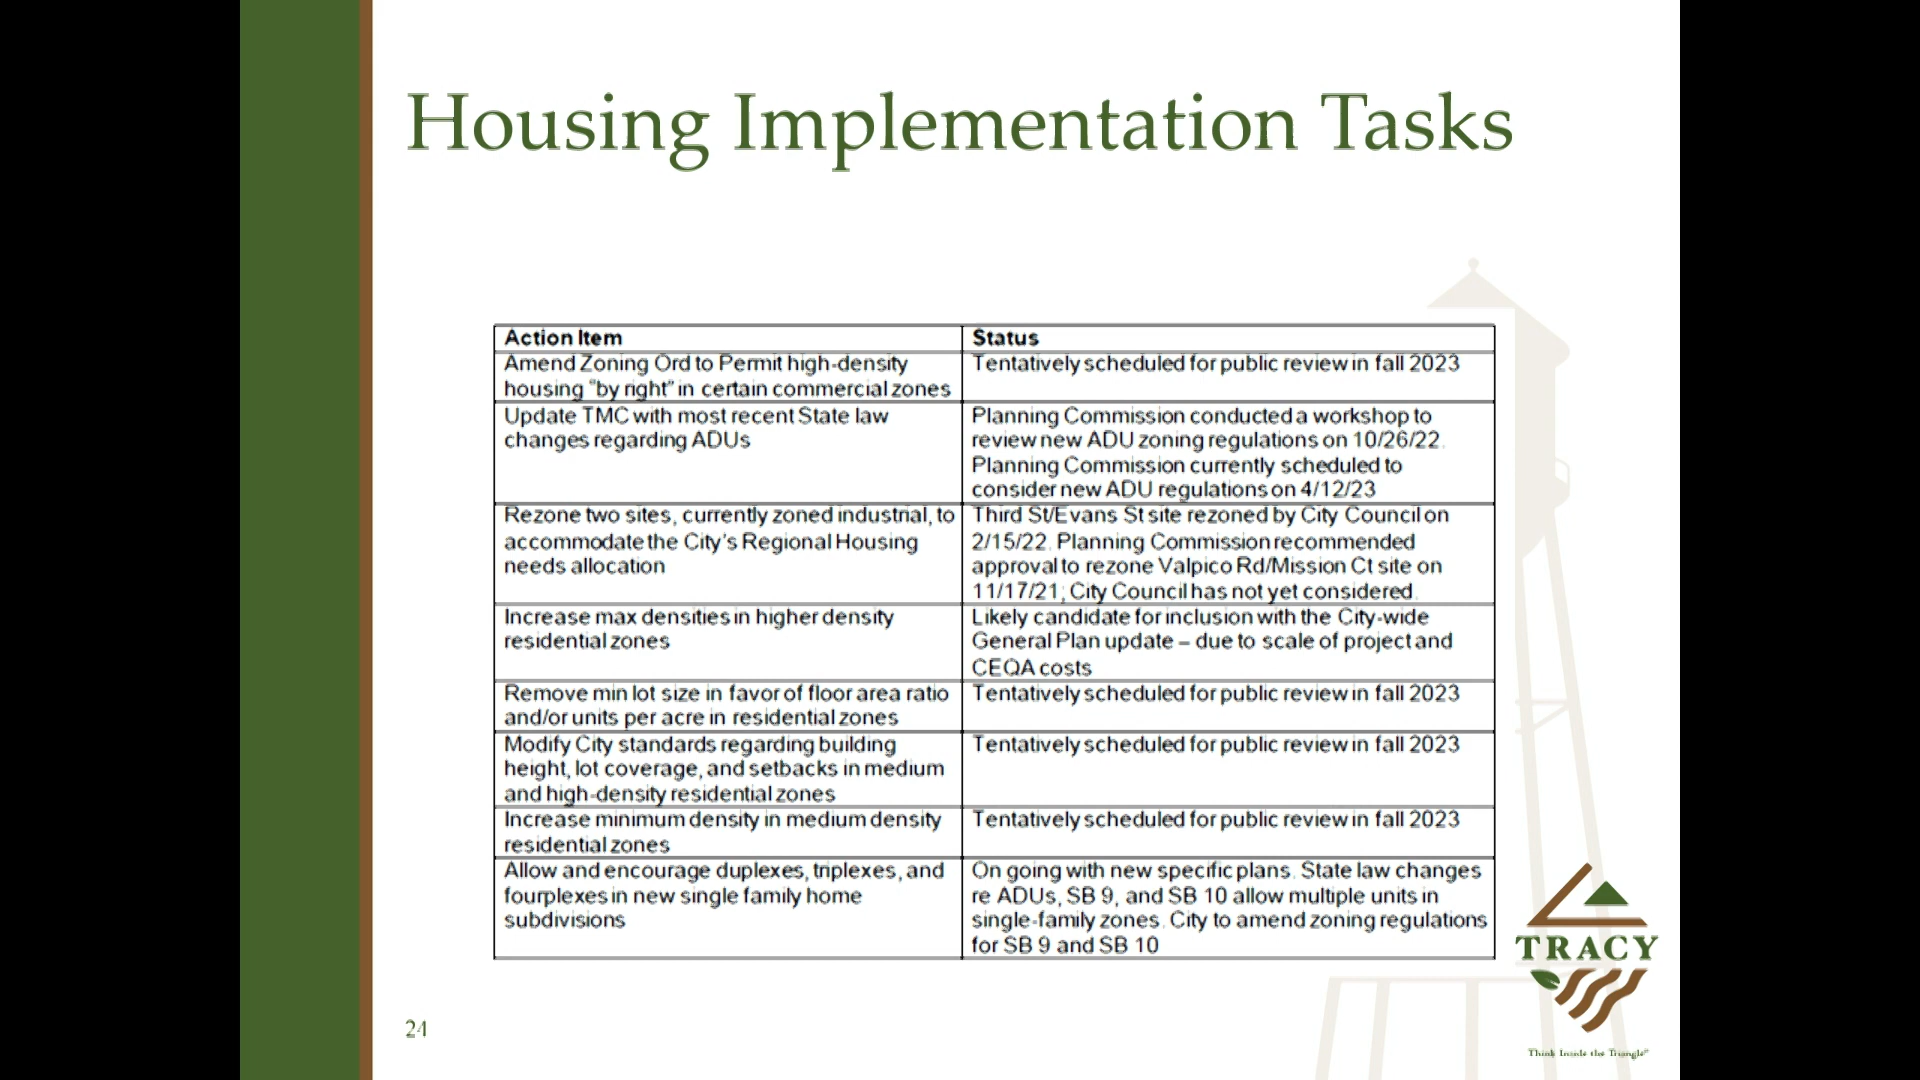 Housing Implementation Tasks
Action Item
Status
Amend Zoning Ord to Permit high-density
housing "by right" in certain commercial zones
Tentatively scheduled for public review in fall 2023
Update TMC with most recent State law
changes regarding ADUs
Planning Commission conducted a workshop to
review new ADU zoning regulations on 10/26/22.
Planning Commission currently scheduled to
consider new ADU regulations on 4/12/23
Rezone two sites, currently zoned industrial, to
accommodate the City's Regional Housing
needs allocation
Third St/Evans St site rezoned by City Council on
2/15/22. Planning Commission recommended
approval to rezone Valpico Rd/Mission Ct site on
11/17/21; City Council has not yet considered.
Increase max densities in higher density
residential zones
Likely candidate for inclusion with the City-wide
General Plan update – due to scale of project and
CEQA costs
Remove min lot size in favor of floor area ratio
and/or units per acre in residential zones
Tentatively scheduled for public review in fall 2023
Modify City standards regarding building
height, lot coverage, and setbacks in medium
and high-density residential zones
Tentatively scheduled for public review in fall 2023
Increase minimum density in medium density
residential zones
Tentatively scheduled for public review in fall 2023
Allow and encourage duplexes, triplexes, and
fourplexes in new single family home
subdivisions
On going with new specific plans. State law changes
re ADUs, SB 9, and SB 10 allow multiple units in
single-family zones. City to amend zoning regulations
for SB 9 and SB 10
TRACY
Think Inside the Triangle
24